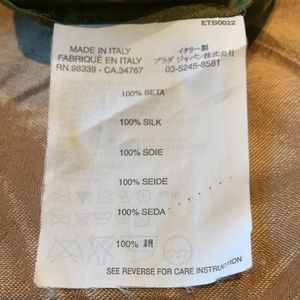 ETB0022
MADE IN ITALY
FABRIQUÉ EN ITALY
RN.98339 - CA.34767
イタリー製
プラダ ジャパン株式会社
03-5245-8581
100% SETA
100% SILK
100% SOIE
100% SEIDE
100% SEDA
100% 絹
SEE REVERSE FOR CARE INSTRUCTION